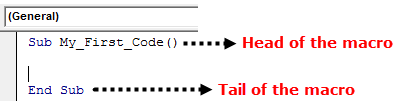 (General)
Sub My_First_Code() Head of the macro
End Sub Tail of the macro